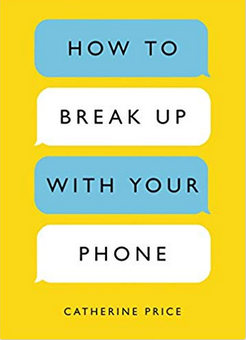 HOW TO
BREAK UP
WITH YOUR
PHONE
CATHERINE PRICE